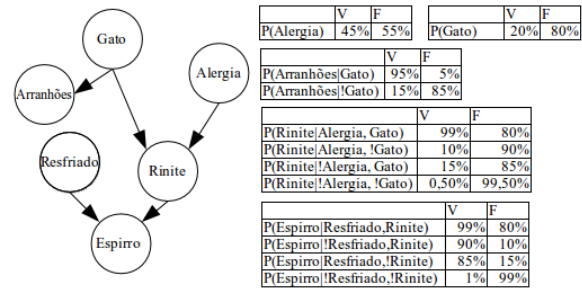 Gato
Alergia
Arranhões
Resfriado
Rinite
Espirro
V F
P(Alergia) 45% 55%
V F
P(Gato) 20% 80%
V F
P(Arranhões|Gato) 95% 5%
P(Arranhões|!Gato) 15% 85%
V F
P(Rinite|Alergia, Gato) 99% 80%
P(Rinite|Alergia, !Gato) 10% 90%
P(Rinite|!Alergia, Gato) 15% 85%
P(Rinite|!Alergia, !Gato) 0,50% 99,50%
V F
P(Espirro|Resfriado,Rinite) 99% 80%
P(Espirro|!Resfriado,Rinite) 90% 10%
P(Espirro|Resfriado,!Rinite) 85% 15%
P(Espirro|!Resfriado,!Rinite) 1% 99%